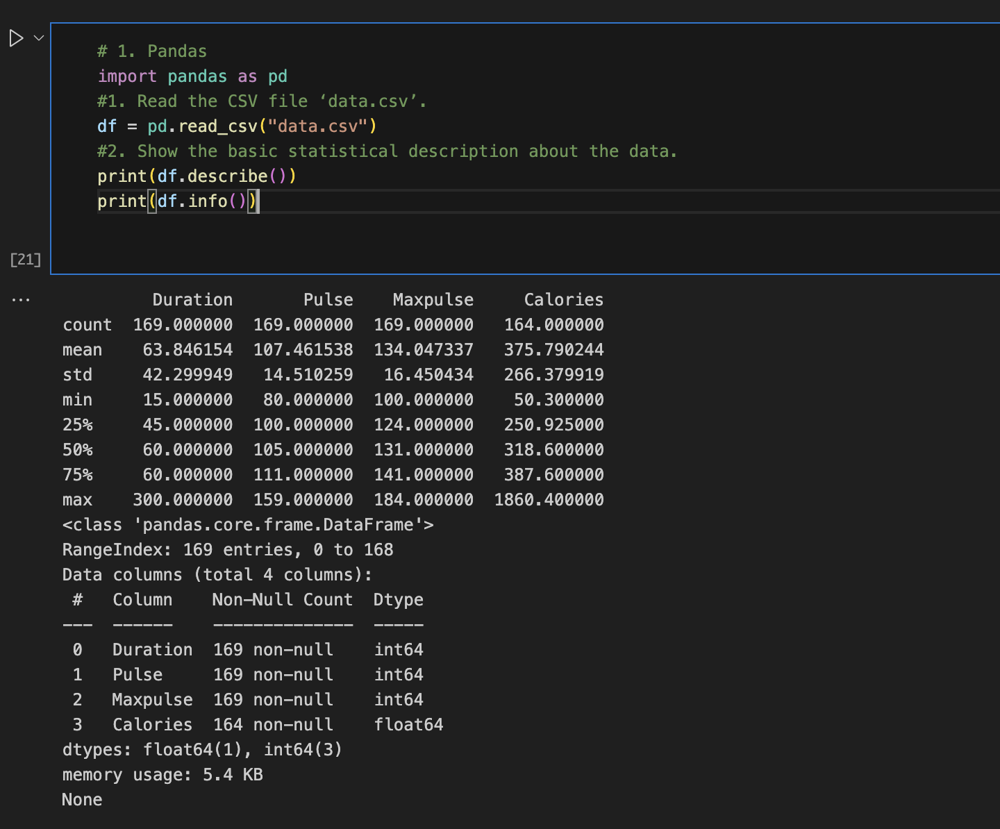 # 1. Pandas
import pandas as pd
#1. Read the CSV file ‘data.csv’.
df = pd.read_csv("data.csv")
#2. Show the basic statistical description about the data.
print(df.describe())
print(df.info())
[21]
...
         Duration       Pulse    Maxpulse     Calories
count  169.000000  169.000000  169.000000   164.000000
mean    63.846154  107.461538  134.047337   375.790244
std     42.299949   14.510259   16.450434   266.379919
min     15.000000   80.000000  100.000000    50.300000
25%     45.000000  100.000000  124.000000   250.925000
50%     60.000000  105.000000  131.000000   318.600000
75%     60.000000  111.000000  141.000000   387.600000
max    300.000000  159.000000  184.000000  1860.400000
<class 'pandas.core.frame.DataFrame'>
RangeIndex: 169 entries, 0 to 168
Data columns (total 4 columns):
 #   Column    Non-Null Count  Dtype
---  ------    --------------  -----
 0   Duration  169 non-null    int64
 1   Pulse     169 non-null    int64
 2   Maxpulse  169 non-null    int64
 3   Calories  164 non-null    float64
dtypes: float64(1), int64(3)
memory usage: 5.4 KB
None